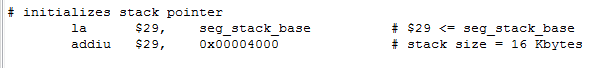 # initializes stack pointer
la $29, seg_stack_base # $29 <= seg_stack_base
addiu $29, 0x00004000 # stack size = 16 Kbytes